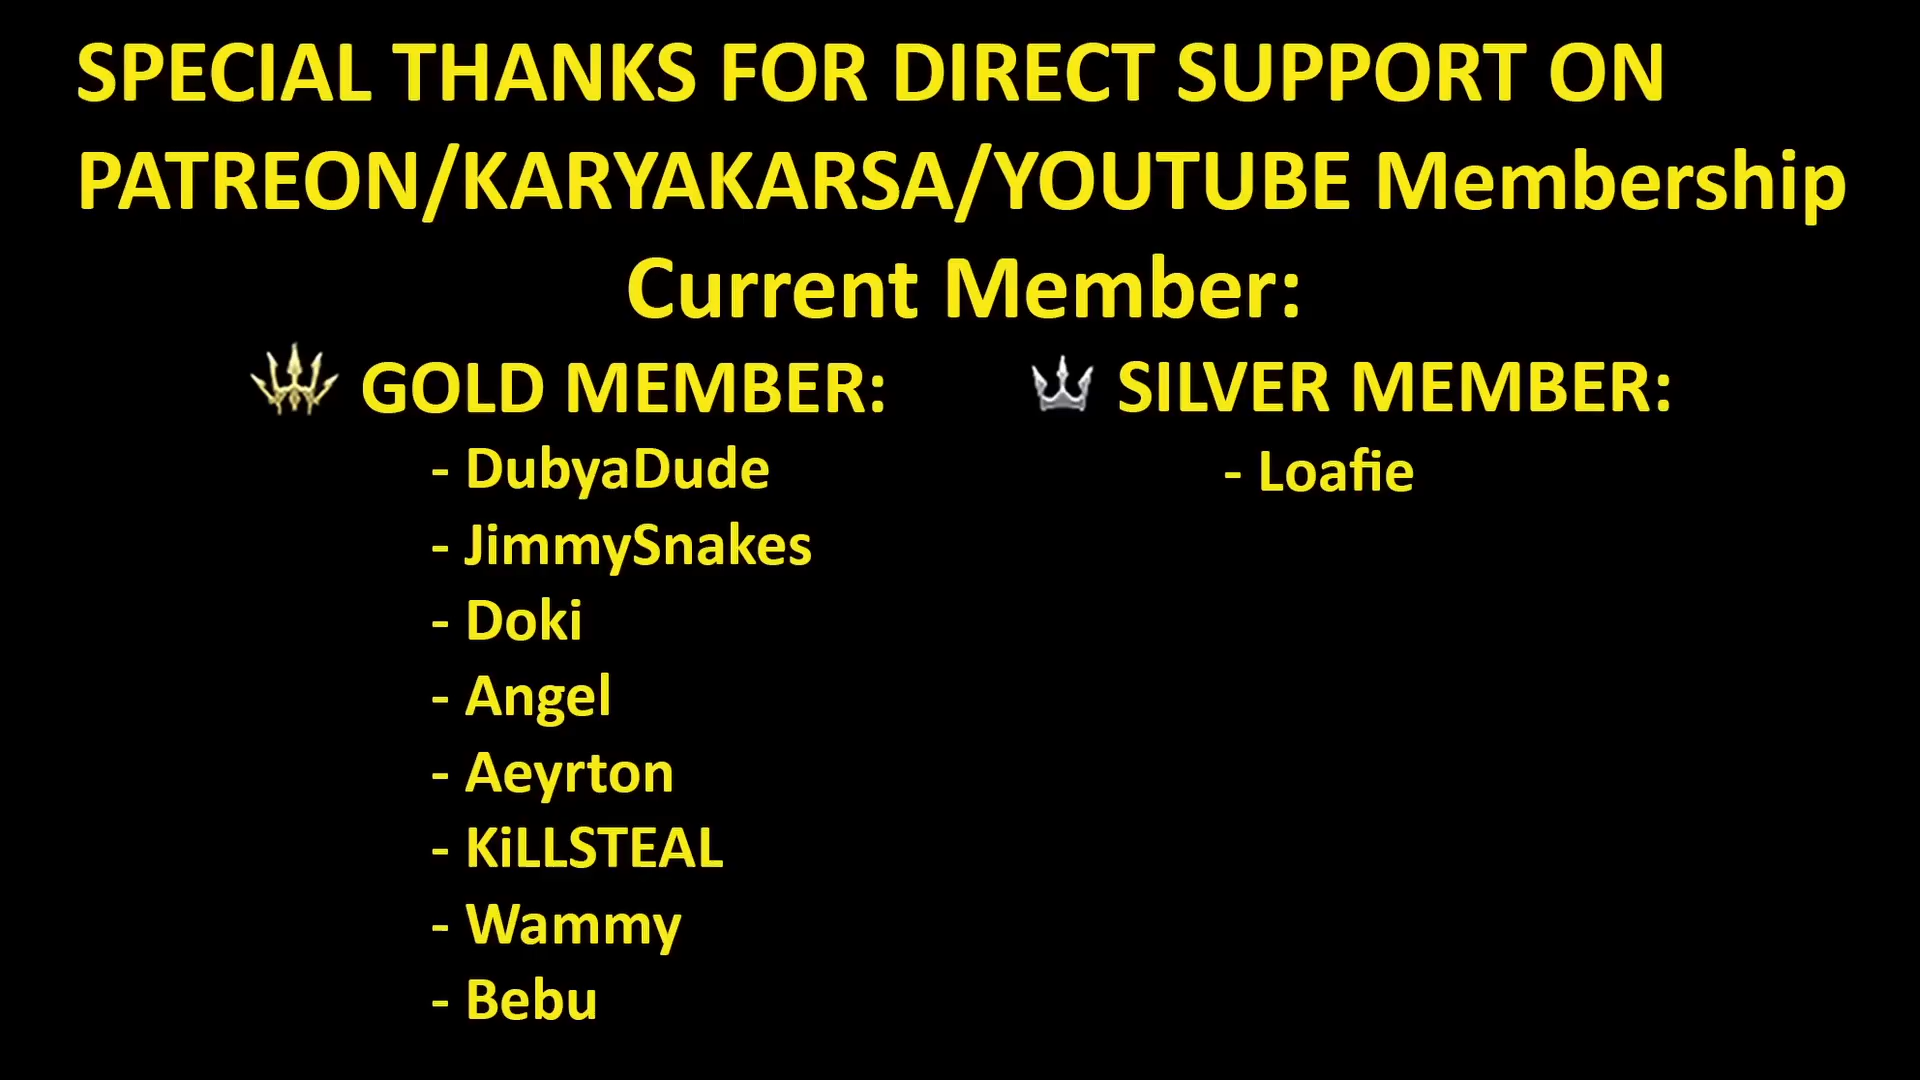 SPECIAL THANKS FOR DIRECT SUPPORT ON
PATREON/KARYAKARSA/YOUTUBE Membership
Current Member:
GOLD MEMBER:
- DubyaDude
- JimmySnakes
- Doki
- Angel
- Aeyrton
- KiLLSTEAL
- Wammy
- Bebu
SILVER MEMBER:
- Loafie